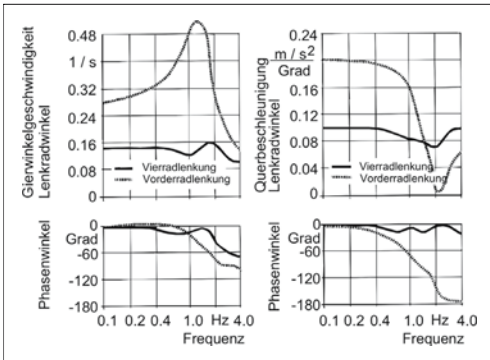 Gierwinkelgeschwindigkeit
Lenkradwinkel
0.48
1 / s
0.32
0.24
0.16
0.08
0
Vierradlenkung
Vorderradlenkung
Querbeschleunigung
Lenkradwinkel
m / s²
Grad
0.20
0.16
0.12
0.08
0.04
0
Vierradlenkung
Vorderradlenkung
Phasenwinkel
0
Grad
-60
-120
-180
0.1 0.2 0.4 1.0 Hz 4.0
Frequenz
Phasenwinkel
0
Grad
-60
-120
-180
0.1 0.2 0.4 1.0 Hz 4.0
Frequenz